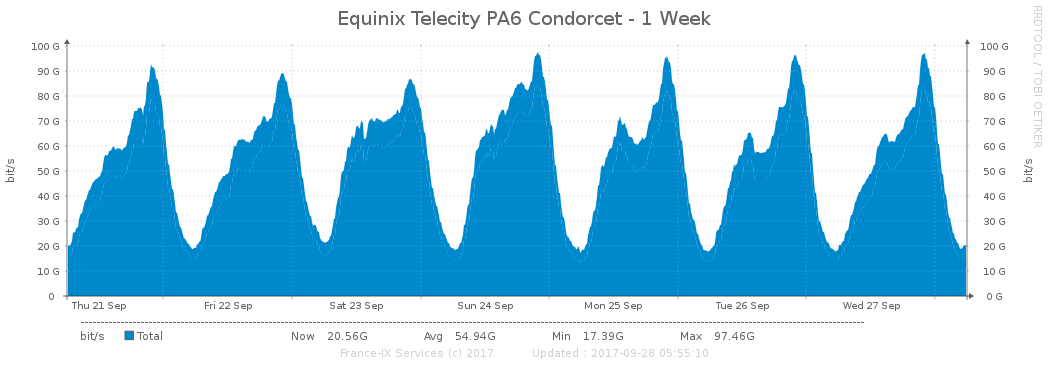 Equinix Telecity PA6 Condorcet - 1 Week
RRDTOOL / TOBI OETIKER
100 G 100 G
90 G 90 G
80 G 80 G
70 G 70 G
60 G 60 G
50 G 50 G
40 G 40 G
30 G 30 G
20 G 20 G
10 G 10 G
0 0 G
bit/s bit/s
Thu 21 Sep Fri 22 Sep Sat 23 Sep Sun 24 Sep Mon 25 Sep Tue 26 Sep Wed 27 Sep
bit/s Total Now 20.56G Avg 54.94G Min 17.39G Max 97.46G
France-IX Services (c) 2017 Updated : 2017-09-28 05:55:10